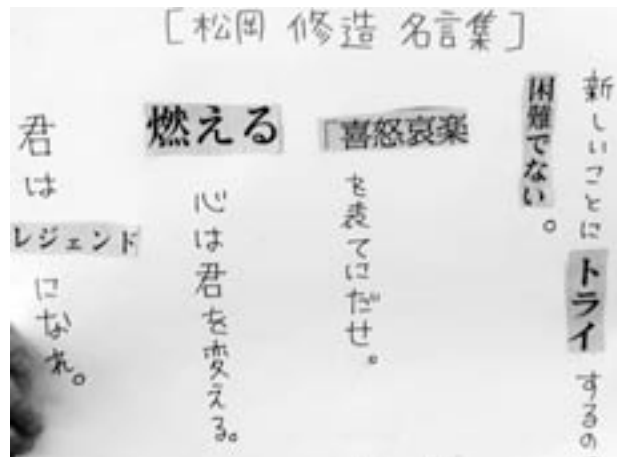 [松岡 修造 名言集]
新しいことにトライするの
困難でない。
「喜怒哀楽
を表てにだせ。
燃える
心は君を変える。
君は
レジェンド
になれ。